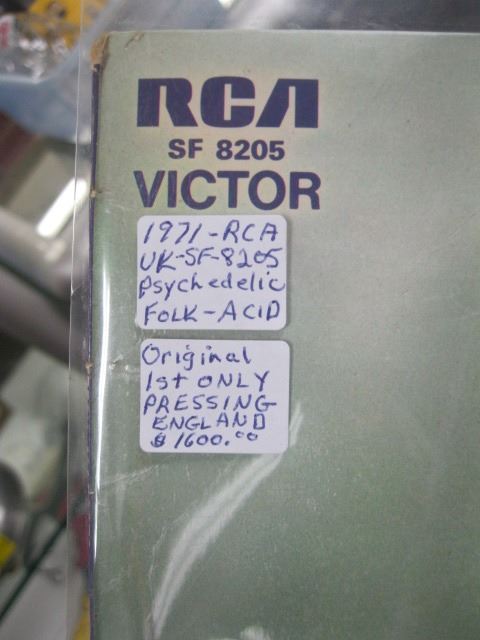 RCA
SF 8205
VICTOR
1971-RCA
UK-SF-8205
Psychedelic
FOLK-ACID
Original
1st ONLY
PRESSING
ENGLAND
$1600.00